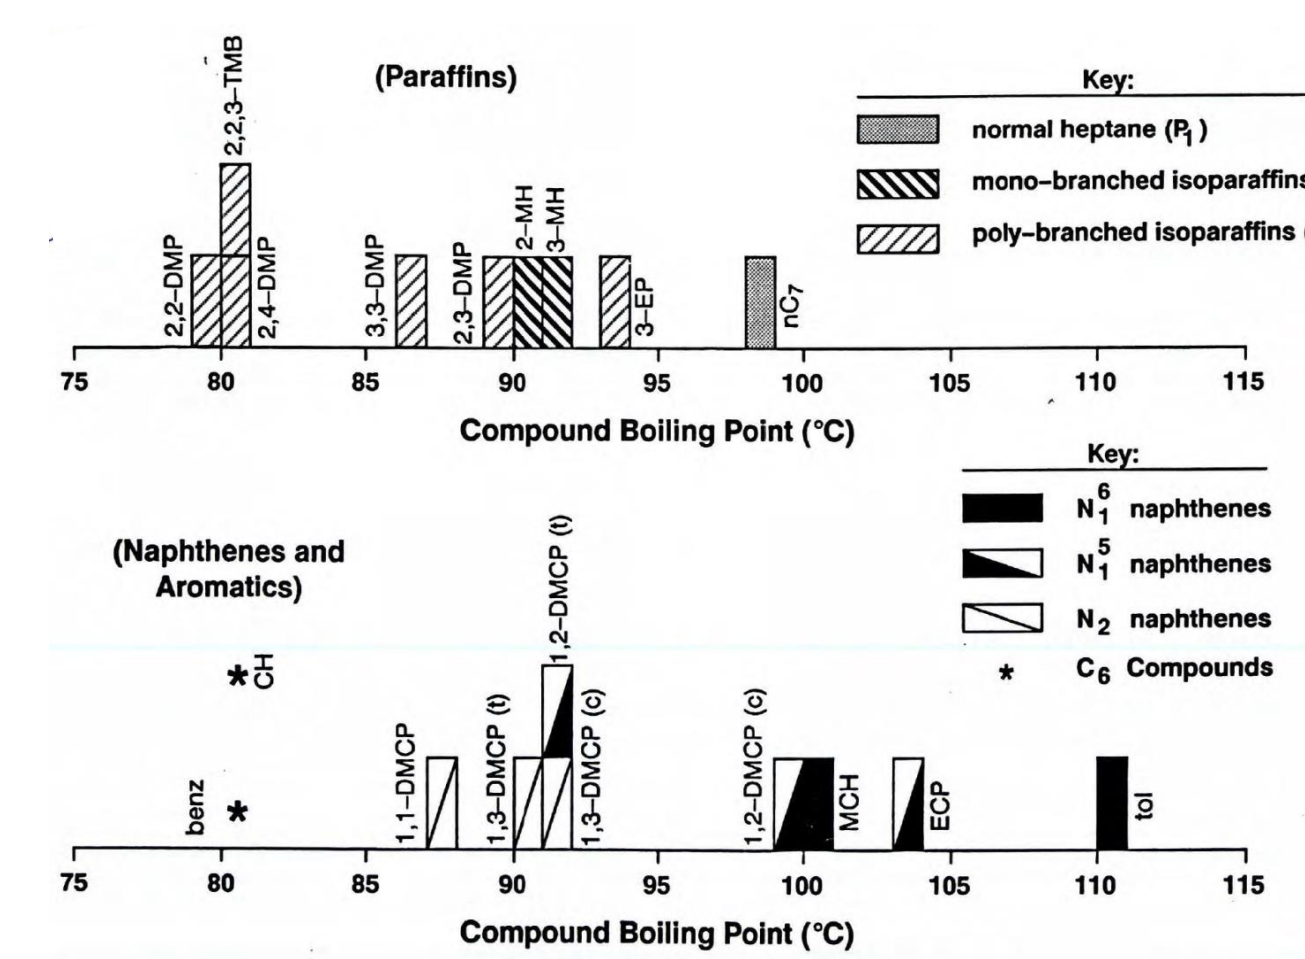 (Paraffins)
Key:
normal heptane (P₁)
mono–branched isoparaffins
poly–branched isoparaffins (
2,2–DMP
2,2,3–TMB
2,4–DMP
3,3–DMP
2,3–DMP
2–MH
3–MH
3–EP
nC₇
75 80 85 90 95 100 105 110 115
Compound Boiling Point (°C)
Key:
N₁⁶ naphthenes
N₁⁵ naphthenes
N₂ naphthenes
* C₆ Compounds
(Naphthenes and
Aromatics)
* CH
benz *
1,1–DMCP
1,3–DMCP (t)
1,2–DMCP (t)
1,3–DMCP (c)
1,2–DMCP (c)
MCH
ECP
tol
75 80 85 90 95 100 105 110 115
Compound Boiling Point (°C)